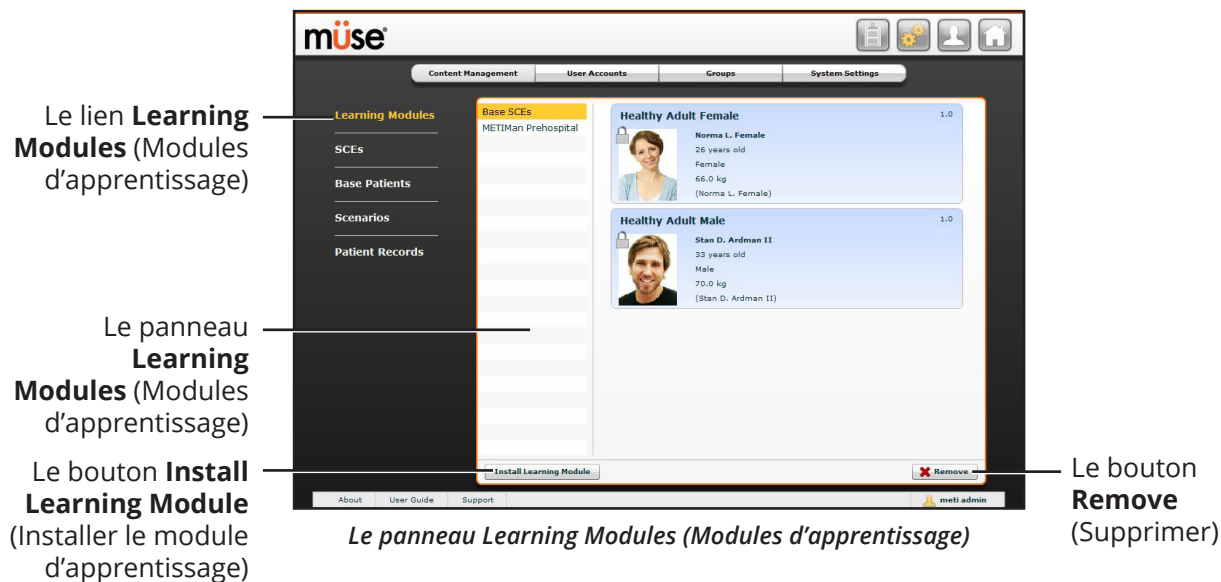 müse
Content Management
User Accounts
Groups
System Settings
Le lien Learning
Modules (Modules
d’apprentissage)
Learning Modules
SCEs
Base Patients
Scenarios
Patient Records
Base SCEs
METIMan Prehospital
Healthy Adult Female
1.0
Norma L. Female
26 years old
Female
66.0 kg
(Norma L. Female)
Healthy Adult Male
1.0
Stan D. Ardman II
33 years old
Male
70.0 kg
(Stan D. Ardman II)
Le panneau
Learning
Modules (Modules
d’apprentissage)
Le bouton Install
Learning Module
(Installer le module
d’apprentissage)
Install Learning Module
Remove
Le bouton
Remove
(Supprimer)
About
User Guide
Support
meti admin
Le panneau Learning Modules (Modules d’apprentissage)